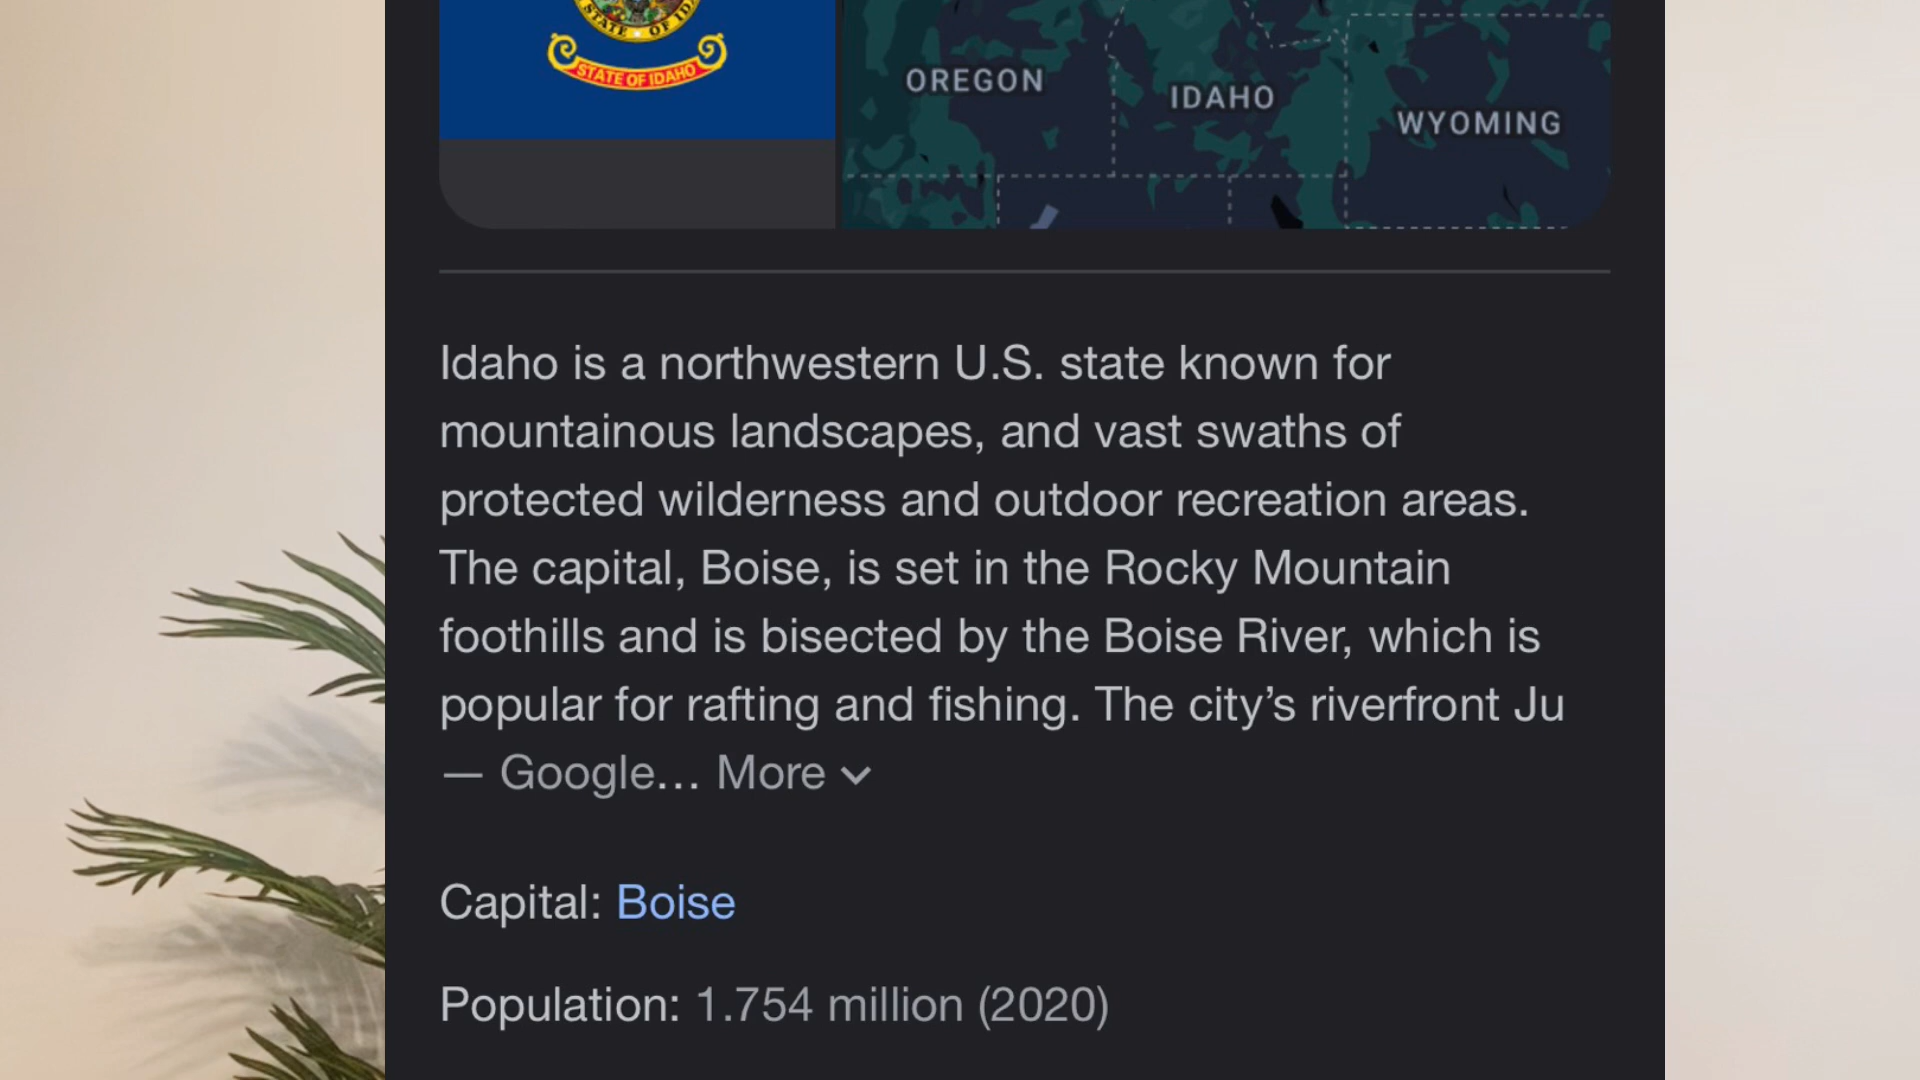 STATE OF IDA
STATE OF IDAHO
OREGON
IDAHO
WYOMING
Idaho is a northwestern U.S. state known for
mountainous landscapes, and vast swaths of
protected wilderness and outdoor recreation areas.
The capital, Boise, is set in the Rocky Mountain
foothills and is bisected by the Boise River, which is
popular for rafting and fishing. The city’s riverfront Ju
— Google… More
Capital: Boise
Population: 1.754 million (2020)